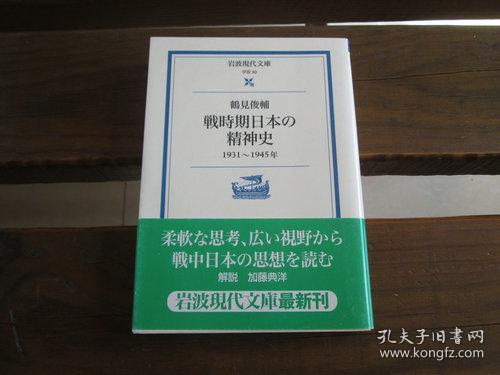 岩波現代文庫
学術 50
鶴見俊輔
戦時期日本の
精神史
1931～1945年
柔軟な思考、広い視野から
戦中日本の思想を読む
解説 加藤典洋
岩波現代文庫最新刊
孔夫子旧书网
www.kongfz.com